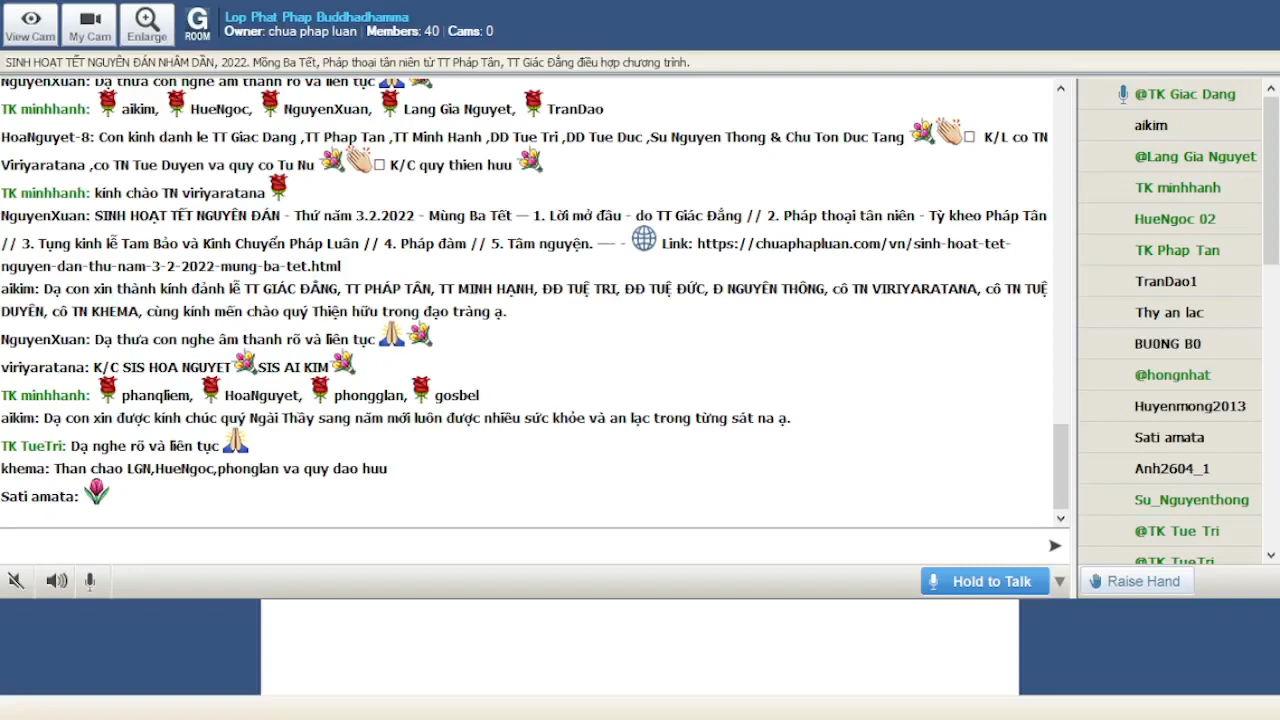 View Cam
My Cam
Enlarge
G
ROOM
Lop Phat Phap Buddhadhamma
Owner: chua phap luan | Members: 40 | Cams: 0
SINH HOẠT TẾT NGUYÊN ĐÁN NHÂM DẦN, 2022. Mồng Ba Tết, Pháp thoại tân niên từ TT Pháp Tân, TT Giác Đẳng điều hợp chương trình.
NguyenXuan: Dạ thưa con nghe âm thanh rõ và liên tục
TK minhhanh: aikim, HueNgoc, NguyenXuan, Lang Gia Nguyet, TranDao
HoaNguyet-8: Con kinh danh le TT Giac Dang ,TT Phap Tan ,TT Minh Hanh ,DD Tue Tri ,DD Tue Duc ,Su Nguyen Thong & Chu Ton Duc Tang K/L co TN
Viriyaratana ,co TN Tue Duyen va quy co Tu Nu K/C quy thien huu
TK minhhanh: kính chào TN viriyaratana
NguyenXuan: SINH HOẠT TẾT NGUYÊN ĐÁN - Thứ năm 3.2.2022 - Mùng Ba Tết — 1. Lời mở đầu - do TT Giác Đẳng // 2. Pháp thoại tân niên - Tỳ kheo Pháp Tân
// 3. Tụng kinh lễ Tam Bảo và Kinh Chuyển Pháp Luân // 4. Pháp đàm // 5. Tâm nguyện. — - Link: https://chuaphapluan.com/vn/sinh-hoat-tet-
nguyen-dan-thu-nam-3-2-2022-mung-ba-tet.html
aikim: Dạ con xin thành kính đảnh lễ TT GIÁC ĐẲNG, TT PHÁP TÂN, TT MINH HẠNH, ĐĐ TUỆ TRI, ĐĐ TUỆ ĐỨC, Đ NGUYÊN THÔNG, cô TN VIRIYARATANA, cô TN TUỆ
DUYÊN, cô TN KHEMA, cùng kính mến chào quý Thiện hữu trong đạo tràng ạ.
NguyenXuan: Dạ thưa con nghe âm thanh rõ và liên tục
viriyaratana: K/C SIS HOA NGUYET SIS AI KIM
TK minhhanh: phanqliem, HoaNguyet, phongglan, gosbel
aikim: Dạ con xin được kính chúc quý Ngài Thầy sang năm mới luôn được nhiều sức khỏe và an lạc trong từng sát na ạ.
TK TueTri: Dạ nghe rõ và liên tục
khema: Than chao LGN,HueNgoc,phonglan va quy dao huu
Sati amata:
Hold to Talk
@TK Giac Dang
aikim
@Lang Gia Nguyet
TK minhhanh
HueNgoc 02
TK Phap Tan
TranDao1
Thy an lac
BU0NG B0
@hongnhat
Huyenmong2013
Sati amata
Anh2604_1
Su_Nguyenthong
@TK Tue Tri
@TK TueTri
Raise Hand